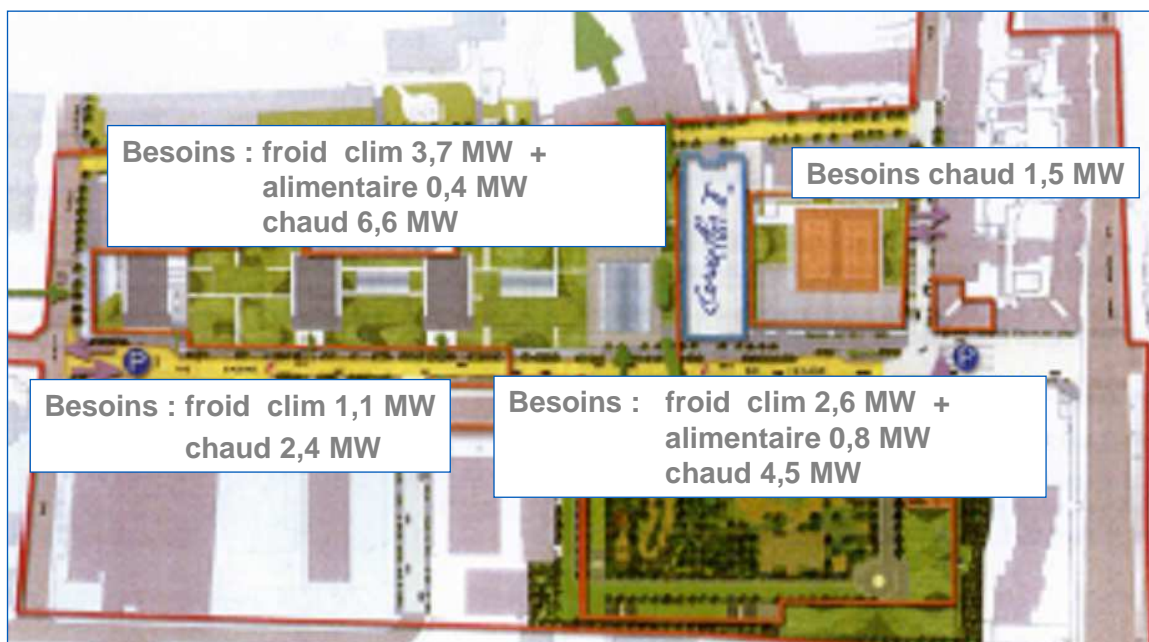 Besoins : froid clim 3,7 MW +
alimentaire 0,4 MW
chaud 6,6 MW
Besoins chaud 1,5 MW
P
P
Besoins : froid clim 1,1 MW
chaud 2,4 MW
Besoins : froid clim 2,6 MW +
alimentaire 0,8 MW
chaud 4,5 MW